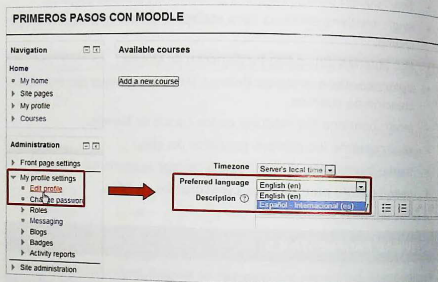 PRIMEROS PASOS CON MOODLE
Navigation
Home
My home
Site pages
My profile
Courses
Administration
Front page settings
My profile settings
Edit profile
Change password
Roles
Messaging
Blogs
Badges
Activity reports
Site administration
Available courses
Add a new course
Timezone
Server's local time
Preferred language
English (en)
English (en)
Español - Internacional (es)
Description